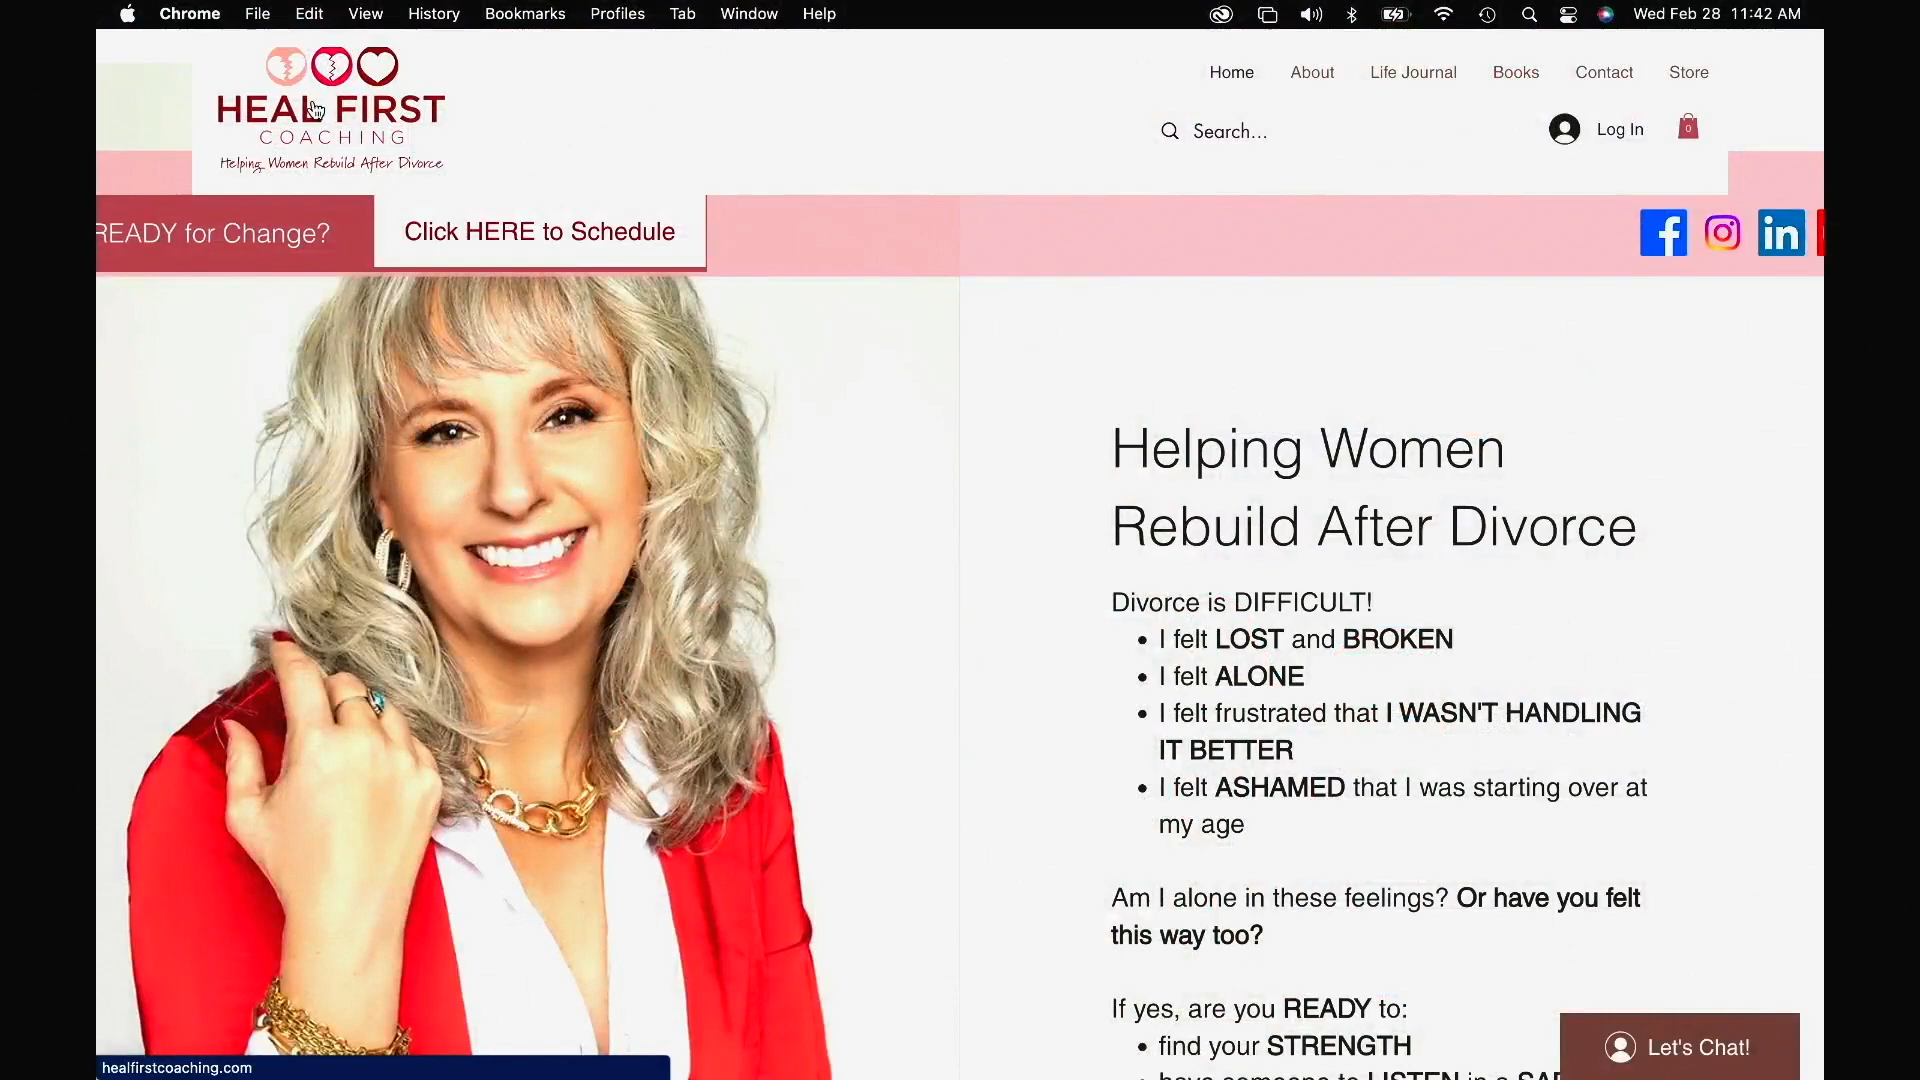 Chrome File Edit View History Bookmarks Profiles Tab Window Help Wed Feb 28 11:42 AM
HEAL FIRST
COACHING
Helping Women Rebuild After Divorce
Home About Life Journal Books Contact Store
Search...
Log In
0
READY for Change?
Click HERE to Schedule
Helping Women
Rebuild After Divorce
Divorce is DIFFICULT!
• I felt LOST and BROKEN
• I felt ALONE
• I felt frustrated that I WASN'T HANDLING
IT BETTER
• I felt ASHAMED that I was starting over at
my age
Am I alone in these feelings? Or have you felt
this way too?
If yes, are you READY to:
• find your STRENGTH
• have someone to LISTEN in a
Let's Chat!
healfirstcoaching.com